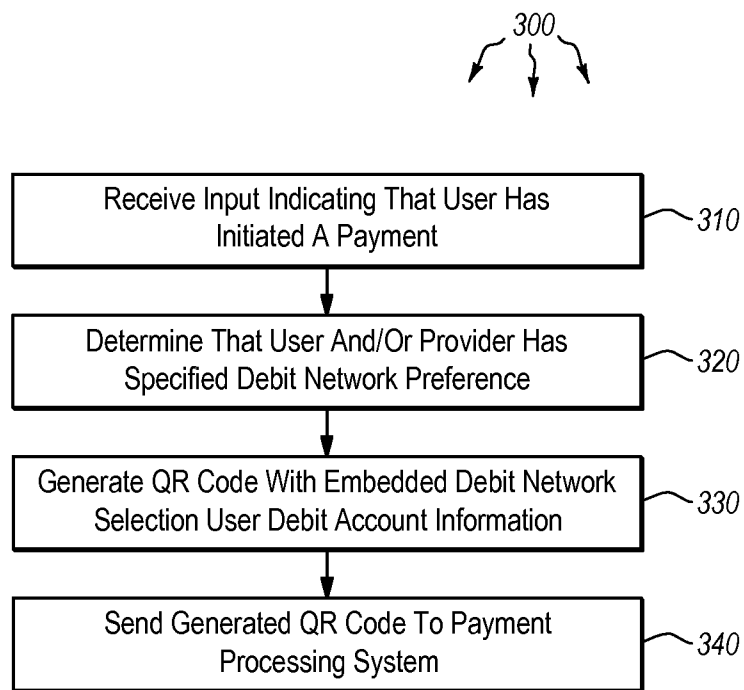 300
Receive Input Indicating That User Has
Initiated A Payment
310
Determine That User And/Or Provider Has
Specified Debit Network Preference
320
Generate QR Code With Embedded Debit Network
Selection User Debit Account Information
330
Send Generated QR Code To Payment
Processing System
340